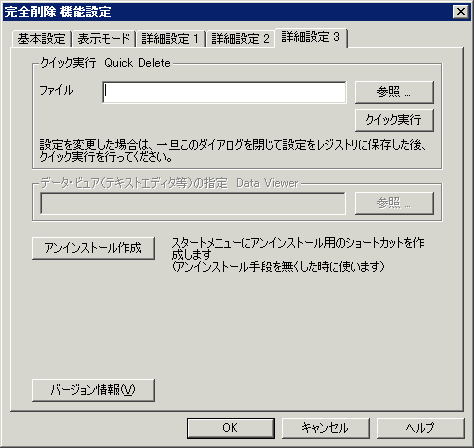 完全削除 機能設定
基本設定 表示モード 詳細設定 1 詳細設定 2 詳細設定 3
クイック実行 Quick Delete
ファイル 参照 ...
クイック実行
設定を変更した場合は、一旦このダイアログを閉じて設定をレジストリに保存した後、
クイック実行を行ってください。
データ・ビュア(テキストエディタ等)の指定 Data Viewer
参照 ...
アンインストール作成 スタートメニューにアンインストール用のショートカットを作
成します
(アンインストール手段を無くした時に使います)
バージョン情報(V)
OK キャンセル ヘルプ